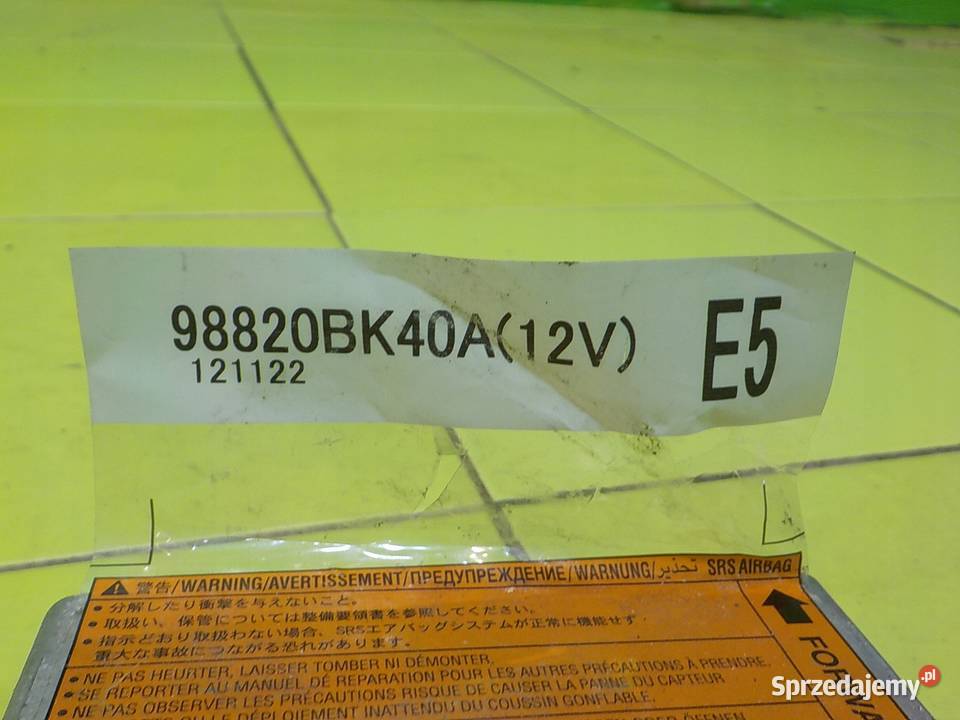 98820BK40A(12V) E5
121122
警告/WARNING/AVERTISSEMENT/ПРЕДУПРЕЖДЕНИЕ/WARNUNG/تحذير SRS AIRBAG
• 分解したり衝撃を与えないこと。
• 取扱い、保管については整備要領書を参照してください。
• 指示どおり取扱わない場合、SRSエアバッグシステムが正常に機能せず
重大な事故につながる恐れがあります。
• NE PAS HEURTER, LAISSER TOMBER NI DÉMONTER.
• SE REPORTER AU MANUEL DE RÉPARATION POUR LES AUTRES PRÉCAUTIONS À PRENDRE.
• NE PAS OBSERVER LES PRÉCAUTIONS RISQUE DE CAUSER LA PANNE DU CAPTEUR
OU LE DÉPLOIEMENT INATTENDU DU COUSSIN GONFLABLE.
Sprzedajemy.pl